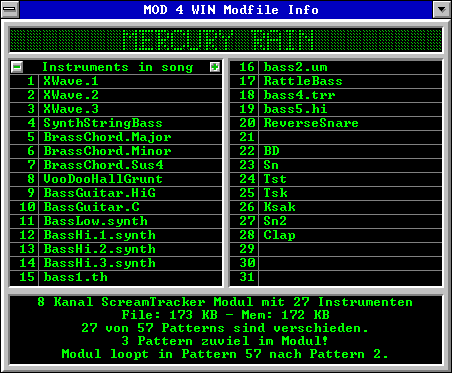 MOD 4 WIN Modfile Info
MERCURY RAIN
Instruments in song
1 XWave.1
2 XWave.2
3 XWave.3
4 SynthStringBass
5 BrassChord.Major
6 BrassChord.Minor
7 BrassChord.Sus4
8 VooDooHallGrunt
9 BassGuitar.HiG
10 BassGuitar.C
11 BassLow.synth
12 BassHi.1.synth
13 BassHi.2.synth
14 BassHi.3.synth
15 bass1.th
16 bass2.um
17 RattleBass
18 bass4.trr
19 bass5.hi
20 ReverseSnare
21
22 BD
23 Sn
24 Tst
25 Tsk
26 Ksak
27 Sn2
28 Clap
29
30
31
8 Kanal ScreamTracker Modul mit 27 Instrumenten
File: 173 KB - Mem: 172 KB
27 von 57 Patterns sind verschieden.
3 Pattern zuviel im Modul!
Modul loopt in Pattern 57 nach Pattern 2.